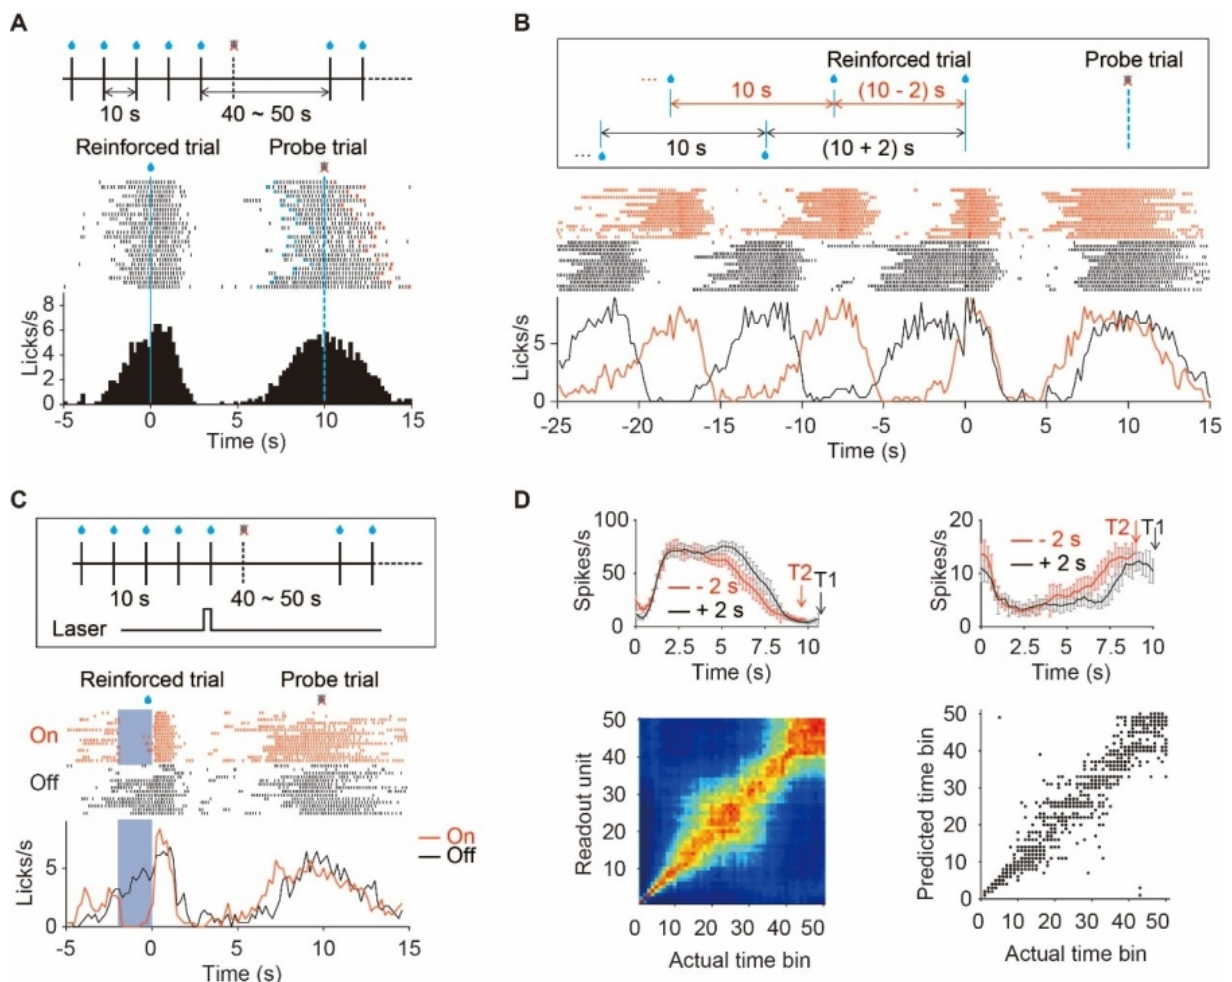 A
10 s
40 ~ 50 s
Reinforced trial
Probe trial
8
6
4
2
0
Licks/s
-5
0
5
10
15
Time (s)
B
Reinforced trial
Probe trial
...
10 s
(10 - 2) s
10 s
(10 + 2) s
...
5
0
Licks/s
-25
-20
-15
-10
-5
0
5
10
15
Time (s)
C
10 s
40 ~ 50 s
Laser
Reinforced trial
Probe trial
On
Off
On
Off
5
0
Licks/s
-5
0
5
10
15
Time (s)
D
100
50
0
Spikes/s
- 2 s
+ 2 s
T2
T1
0
2.5
5
7.5
10
Time (s)
20
10
0
Spikes/s
- 2 s
+ 2 s
T2
T1
0
2.5
5
7.5
10
Time (s)
50
40
30
20
10
Readout unit
0
10
20
30
40
50
Actual time bin
50
40
30
20
10
0
Predicted time bin
0
10
20
30
40
50
Actual time bin